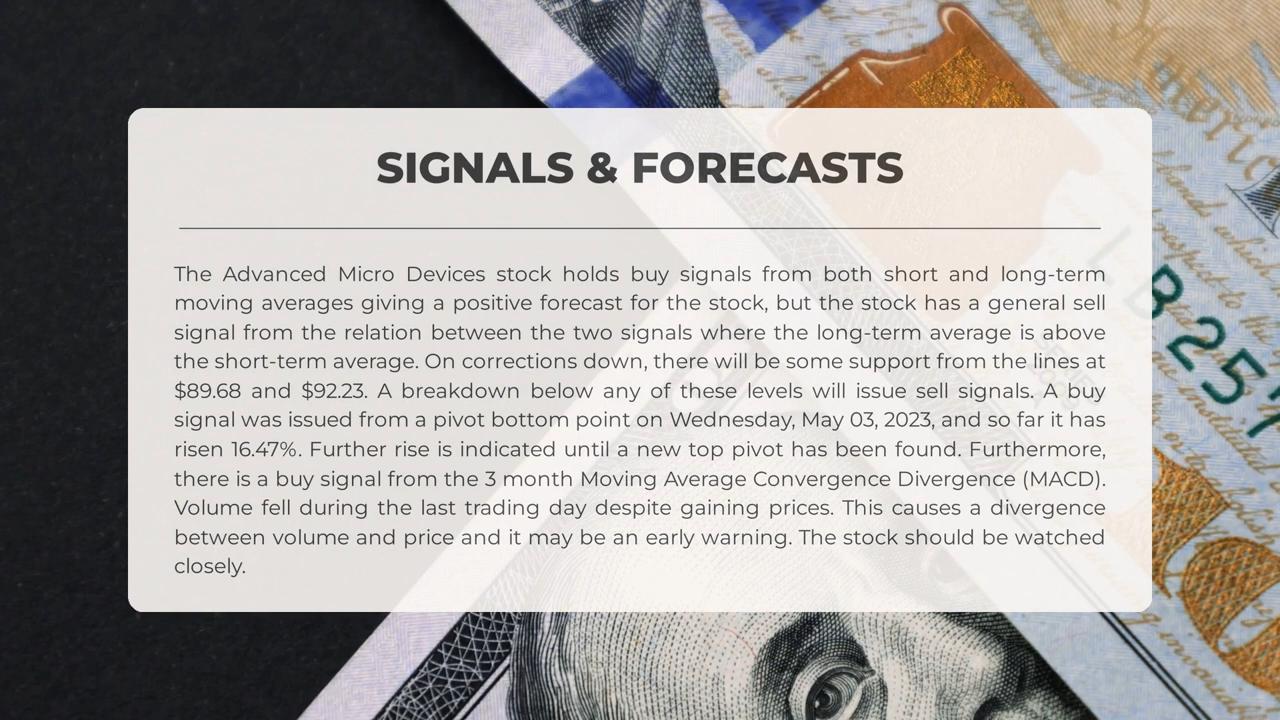 SIGNALS & FORECASTS
The Advanced Micro Devices stock holds buy signals from both short and long-term
moving averages giving a positive forecast for the stock, but the stock has a general sell
signal from the relation between the two signals where the long-term average is above
the short-term average. On corrections down, there will be some support from the lines at
$89.68 and $92.23. A breakdown below any of these levels will issue sell signals. A buy
signal was issued from a pivot bottom point on Wednesday, May 03, 2023, and so far it has
risen 16.47%. Further rise is indicated until a new top pivot has been found. Furthermore,
there is a buy signal from the 3 month Moving Average Convergence Divergence (MACD).
Volume fell during the last trading day despite gaining prices. This causes a divergence
between volume and price and it may be an early warning. The stock should be watched
closely.